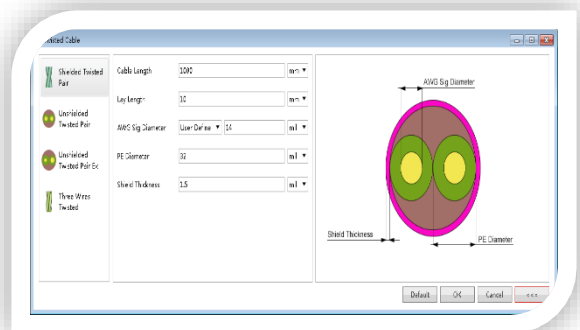 Twisted Cable
Shielded Twisted
Pair
Unshielded
Twisted Pair
Unshielded
Twisted Pair Ex
Three Wires
Twisted
Cable Length 1000 mm
Lay Length 10 mm
AWG Sig Diameter User Define 14 mil
PE Diameter 32 mil
Shield Thickness 1.5 mil
AWG Sig Diameter
Shield Thickness
PE Diameter
Default OK Cancel <<<